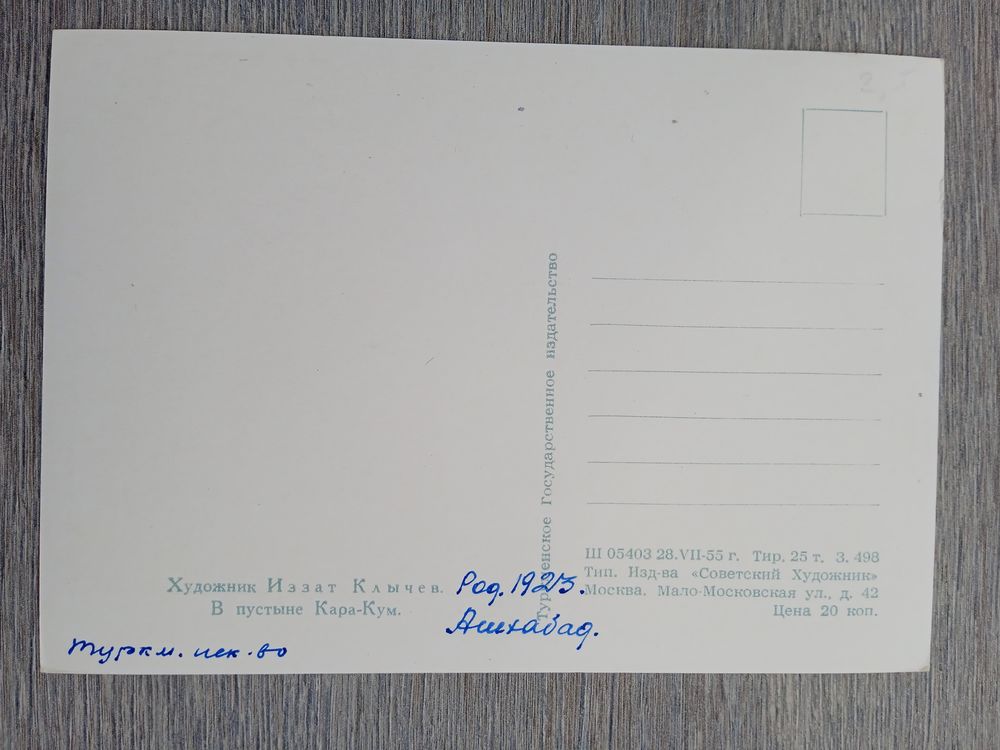 Художник Иззат Клычев. Род. 1923.
В пустыне Кара-Кум.
Ашхабад.
туркм. иск-во
Туркменское Государственное издательство
Ш 05403 28.VII-55 г. Тир. 25 т. З. 498
Тип. Изд-ва «Советский Художник»
Москва. Мало-Московская ул., д. 42
Цена 20 коп.